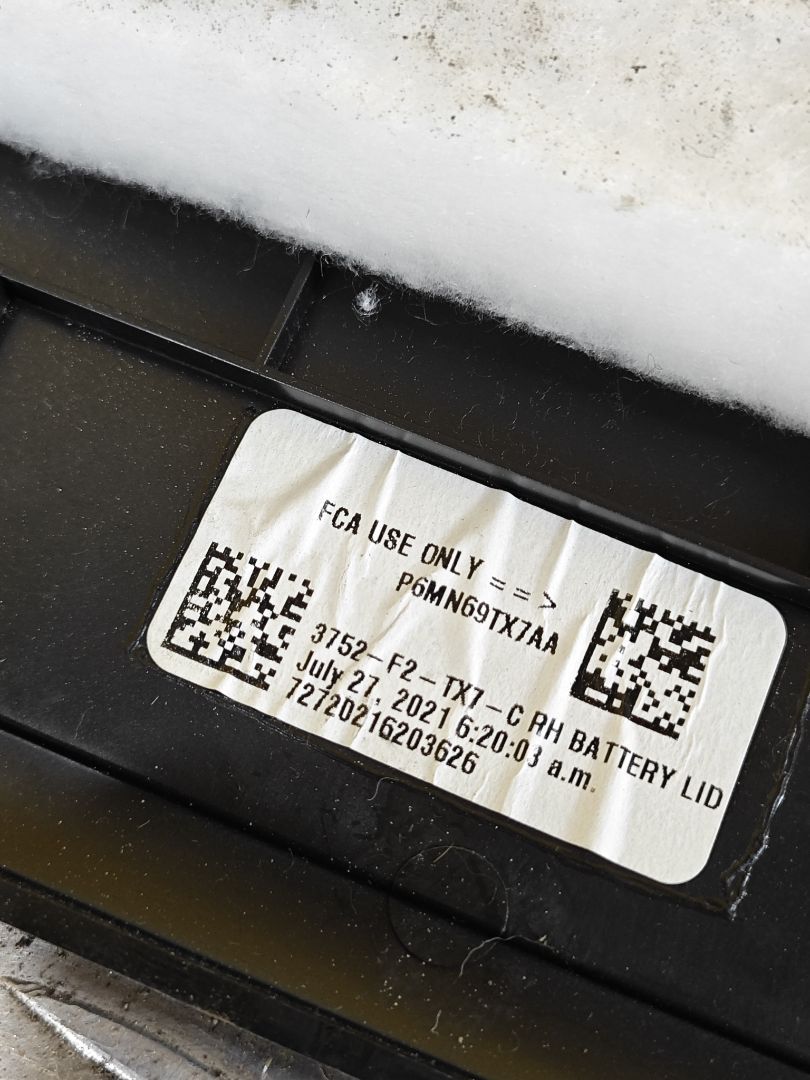 FCA USE ONLY ==>
P6MN69TX7AA
3752-F2-TX7-C RH BATTERY LID
July 27, 2021 6:20:03 a.m.
72720216203626